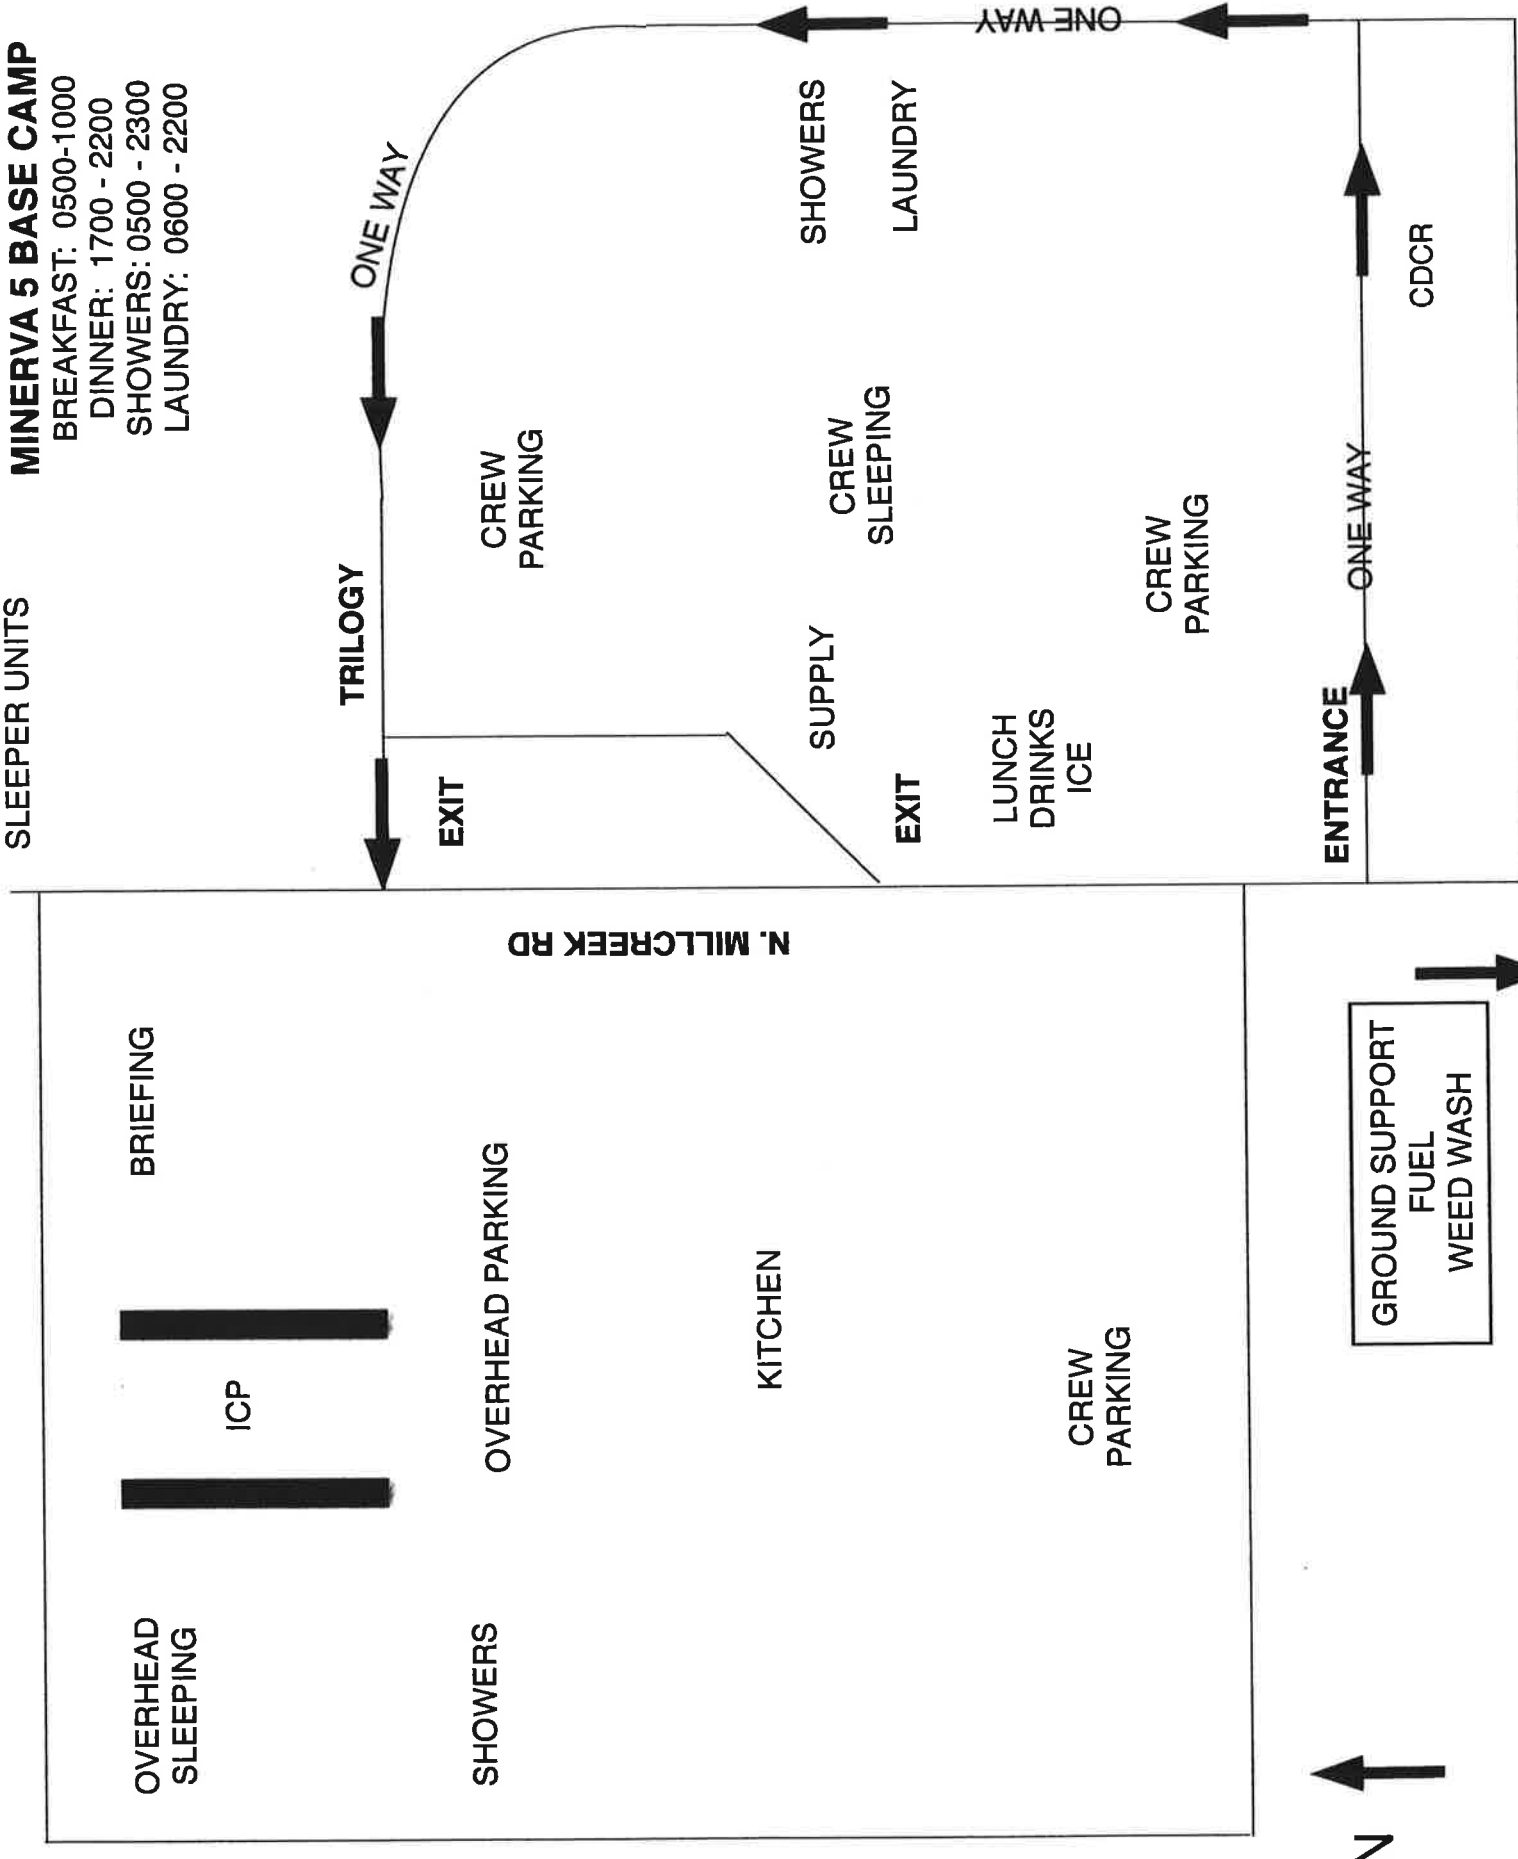 SLEEPER UNITS
MINERVA 5 BASE CAMP
BREAKFAST: 0500-1000
DINNER: 1700 - 2200
SHOWERS: 0500 - 2300
LAUNDRY: 0600 - 2200
OVERHEAD
SLEEPING
ICP
BRIEFING
SHOWERS
OVERHEAD PARKING
KITCHEN
CREW
PARKING
N. MILLCREEK RD
TRILOGY
ONE WAY
EXIT
CREW
PARKING
SUPPLY
CREW
SLEEPING
SHOWERS
LAUNDRY
ONE WAY
EXIT
LUNCH
DRINKS
ICE
CREW
PARKING
ENTRANCE
ONE WAY
CDCR
GROUND SUPPORT
FUEL
WEED WASH
N